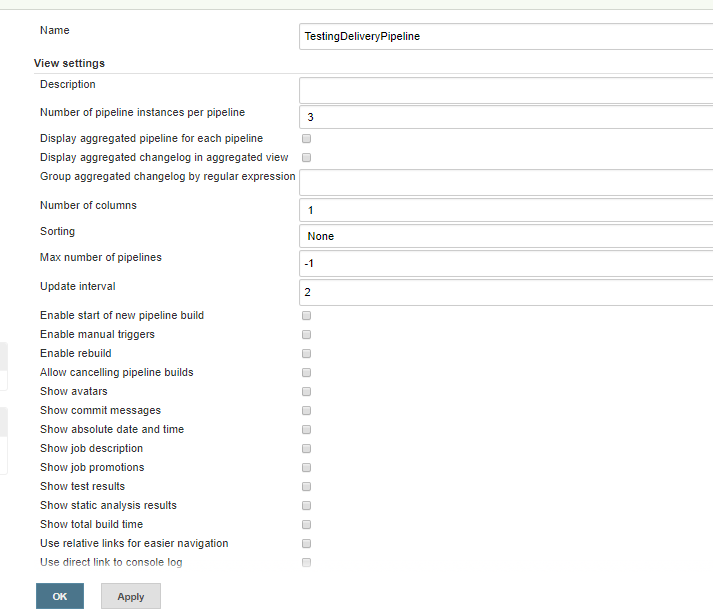 Name
TestingDeliveryPipeline
View settings
Description
Number of pipeline instances per pipeline
3
Display aggregated pipeline for each pipeline
Display aggregated changelog in aggregated view
Group aggregated changelog by regular expression
Number of columns
1
Sorting
None
Max number of pipelines
-1
Update interval
2
Enable start of new pipeline build
Enable manual triggers
Enable rebuild
Allow cancelling pipeline builds
Show avatars
Show commit messages
Show absolute date and time
Show job description
Show job promotions
Show test results
Show static analysis results
Show total build time
Use relative links for easier navigation
Use direct link to console log
OK
Apply